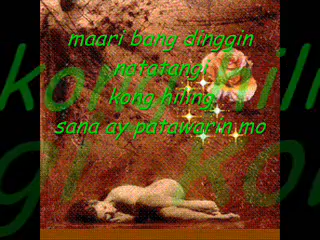 maari bang dinggin
natatangi
kong hiling
sana ay patawarin mo